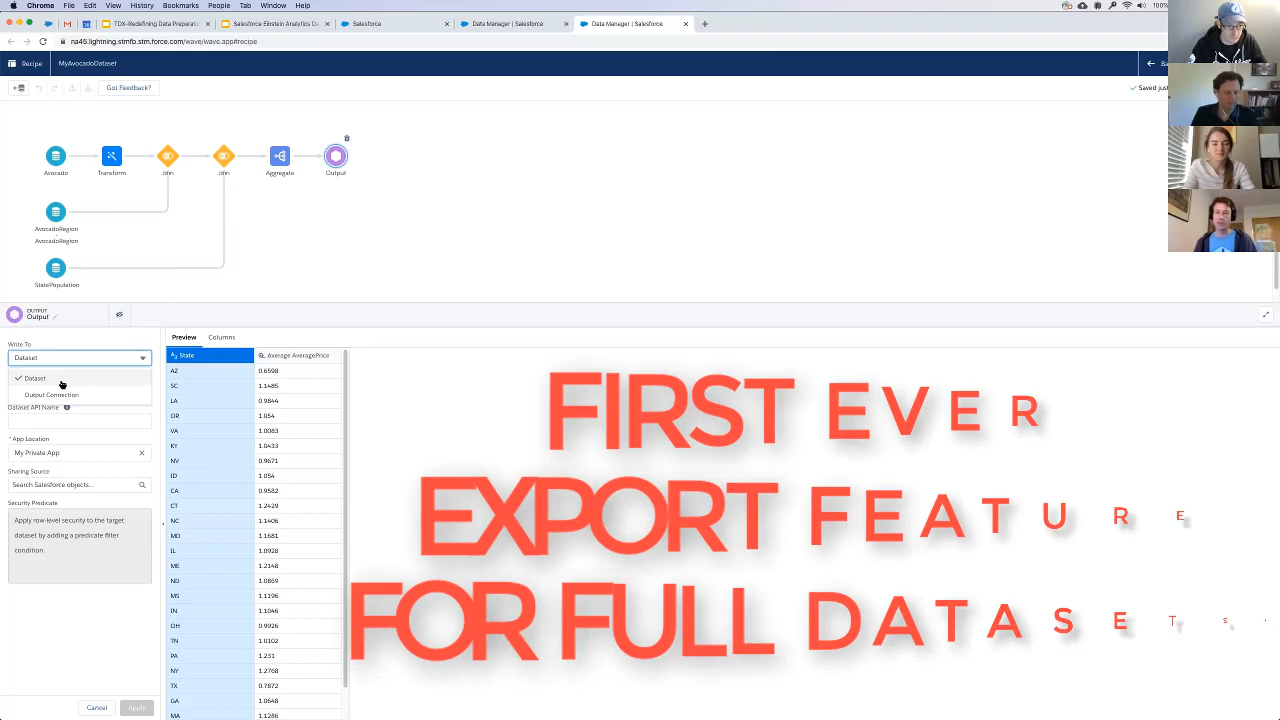 Chrome File Edit View History Bookmarks People Tab Window Help 100%
TDX-Redefining Data Preparatio
Salesforce Einstein Analytics Da
Salesforce
Data Manager | Salesforce
Data Manager | Salesforce
na45.lightning.stmfb.stm.force.com/wave/wave.app#recipe
Recipe MyAvocadoDataset
Got Feedback? Saved just
Avocado Transform Join Join Aggregate Output
AvocadoRegion
AvocadoRegion
StatePopulation
OUTPUT
Output
Write To
Dataset
Dataset
Output Connection
Dataset API Name
*App Location
My Private App
Sharing Source
Search Salesforce objects...
Security Predicate
Apply row-level security to the target
dataset by adding a predicate filter
condition.
Cancel Apply
Preview Columns
State Average AveragePrice
AZ 0.6598
SC 1.1485
LA 0.9844
OR 1.054
VA 1.0083
KY 1.0433
NV 0.9671
ID 1.054
CA 0.9582
CT 1.2429
NC 1.1406
MD 1.1681
IL 1.0928
ME 1.2148
ND 1.0869
MS 1.1196
IN 1.1046
OH 0.9926
TN 1.0102
PA 1.231
NY 1.2768
TX 0.7872
GA 1.0648
MA 1.1286
FIRST EVER
EXPORT FEATURE
FOR FULL DATASETS